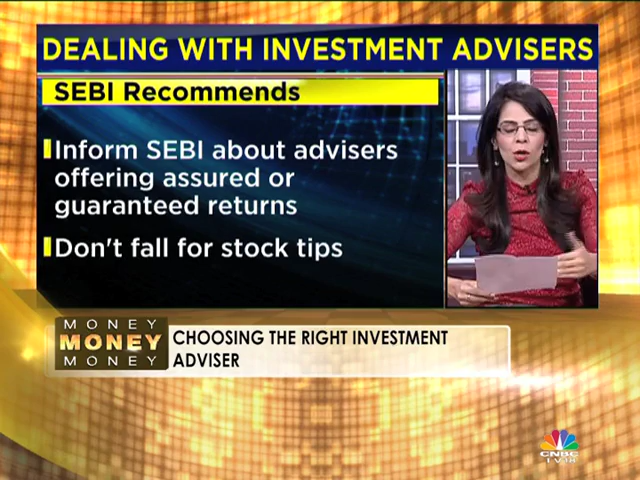 DEALING WITH INVESTMENT ADVISERS
SEBI Recommends
Inform SEBI about advisers
offering assured or
guaranteed returns
Don't fall for stock tips
MONEY
MONEY
MONEY
CHOOSING THE RIGHT INVESTMENT
ADVISER
CNBC
TV18